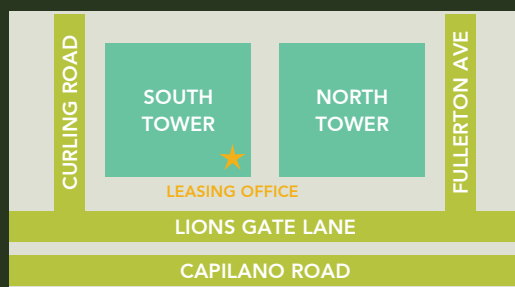 CURLING ROAD
SOUTH
TOWER
NORTH
TOWER
FULLERTON AVE
LEASING OFFICE
LIONS GATE LANE
CAPILANO ROAD